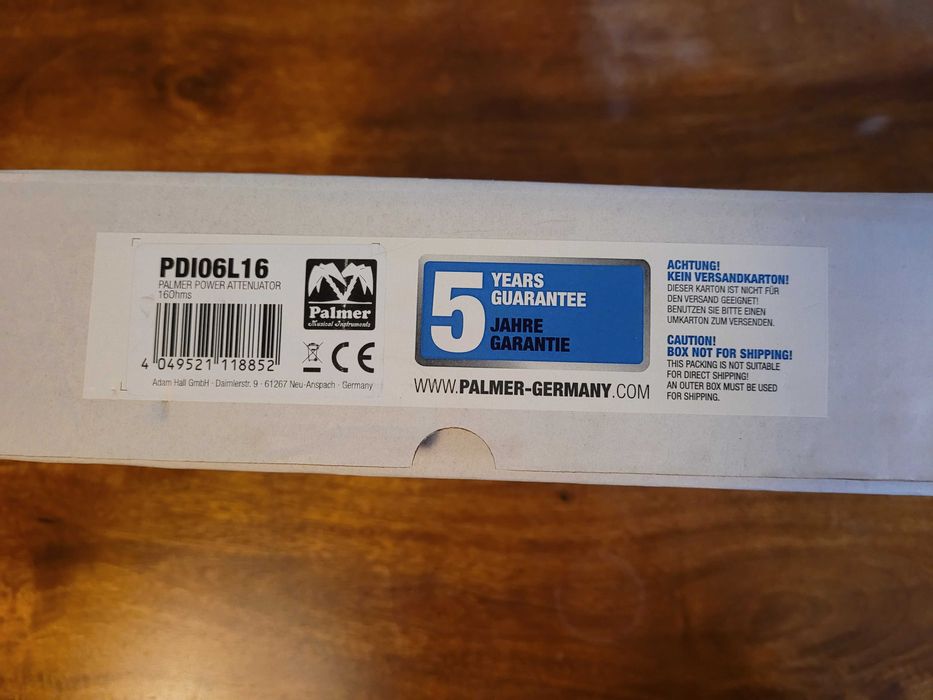 PDI06L16
PALMER POWER ATTENUATOR
16Ohms
Palmer
Musical Instruments
4 049521 118852
CE
Adam Hall GmbH · Daimlerstr. 9 · 61267 Neu-Anspach · Germany
5 YEARS
GUARANTEE
JAHRE
GARANTIE
WWW.PALMER-GERMANY.COM
ACHTUNG!
KEIN VERSANDKARTON!
DIESER KARTON IST NICHT FÜR
DEN VERSAND GEEIGNET!
BENUTZEN SIE BITTE EINEN
UMKARTON ZUM VERSENDEN.
CAUTION!
BOX NOT FOR SHIPPING!
THIS PACKING IS NOT SUITABLE
FOR DIRECT SHIPPING!
AN OUTER BOX MUST BE USED
FOR SHIPPING.